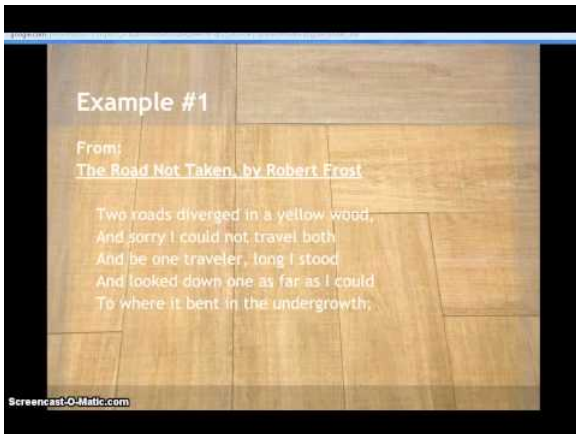 Example #1
From:
The Road Not Taken, by Robert Frost
Two roads diverged in a yellow wood,
And sorry I could not travel both
And be one traveler, long I stood
And looked down one as far as I could
To where it bent in the undergrowth;
Screencast-O-Matic.com